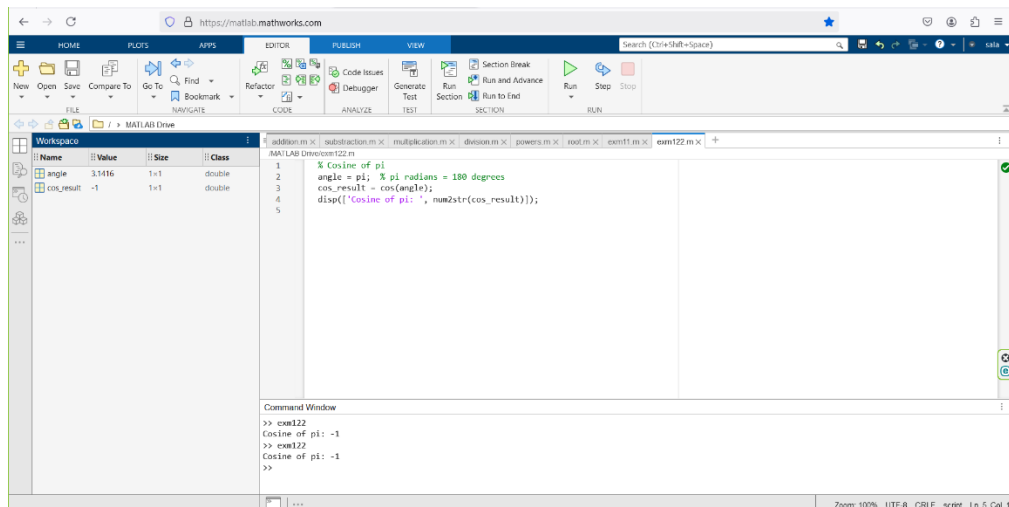 https://matlab.mathworks.com
HOME PLOTS APPS EDITOR PUBLISH VIEW Search (Ctrl+Shift+Space) sala
New Open Save Compare To Go To Find Bookmark Refactor Code Issues Debugger Generate Test Run Section Section Break Run and Advance Run to End Run Step Stop
FILE NAVIGATE CODE ANALYZE TEST SECTION RUN
/ > MATLAB Drive
Workspace
Name Value Size Class
angle 3.1416 1×1 double
cos_result -1 1×1 double
addition.m × substraction.m × multiplication.m × division.m × powers.m × root.m × exm11.m × exm122.m × +
/MATLAB Drive/exm122.m
1 % Cosine of pi
2 angle = pi; % pi radians = 180 degrees
3 cos_result = cos(angle);
4 disp(['Cosine of pi: ', num2str(cos_result)]);
5
Command Window
>> exm122
Cosine of pi: -1
>> exm122
Cosine of pi: -1
>>
Zoom: 100% UTF-8 CRLF script Ln 5 Col 1